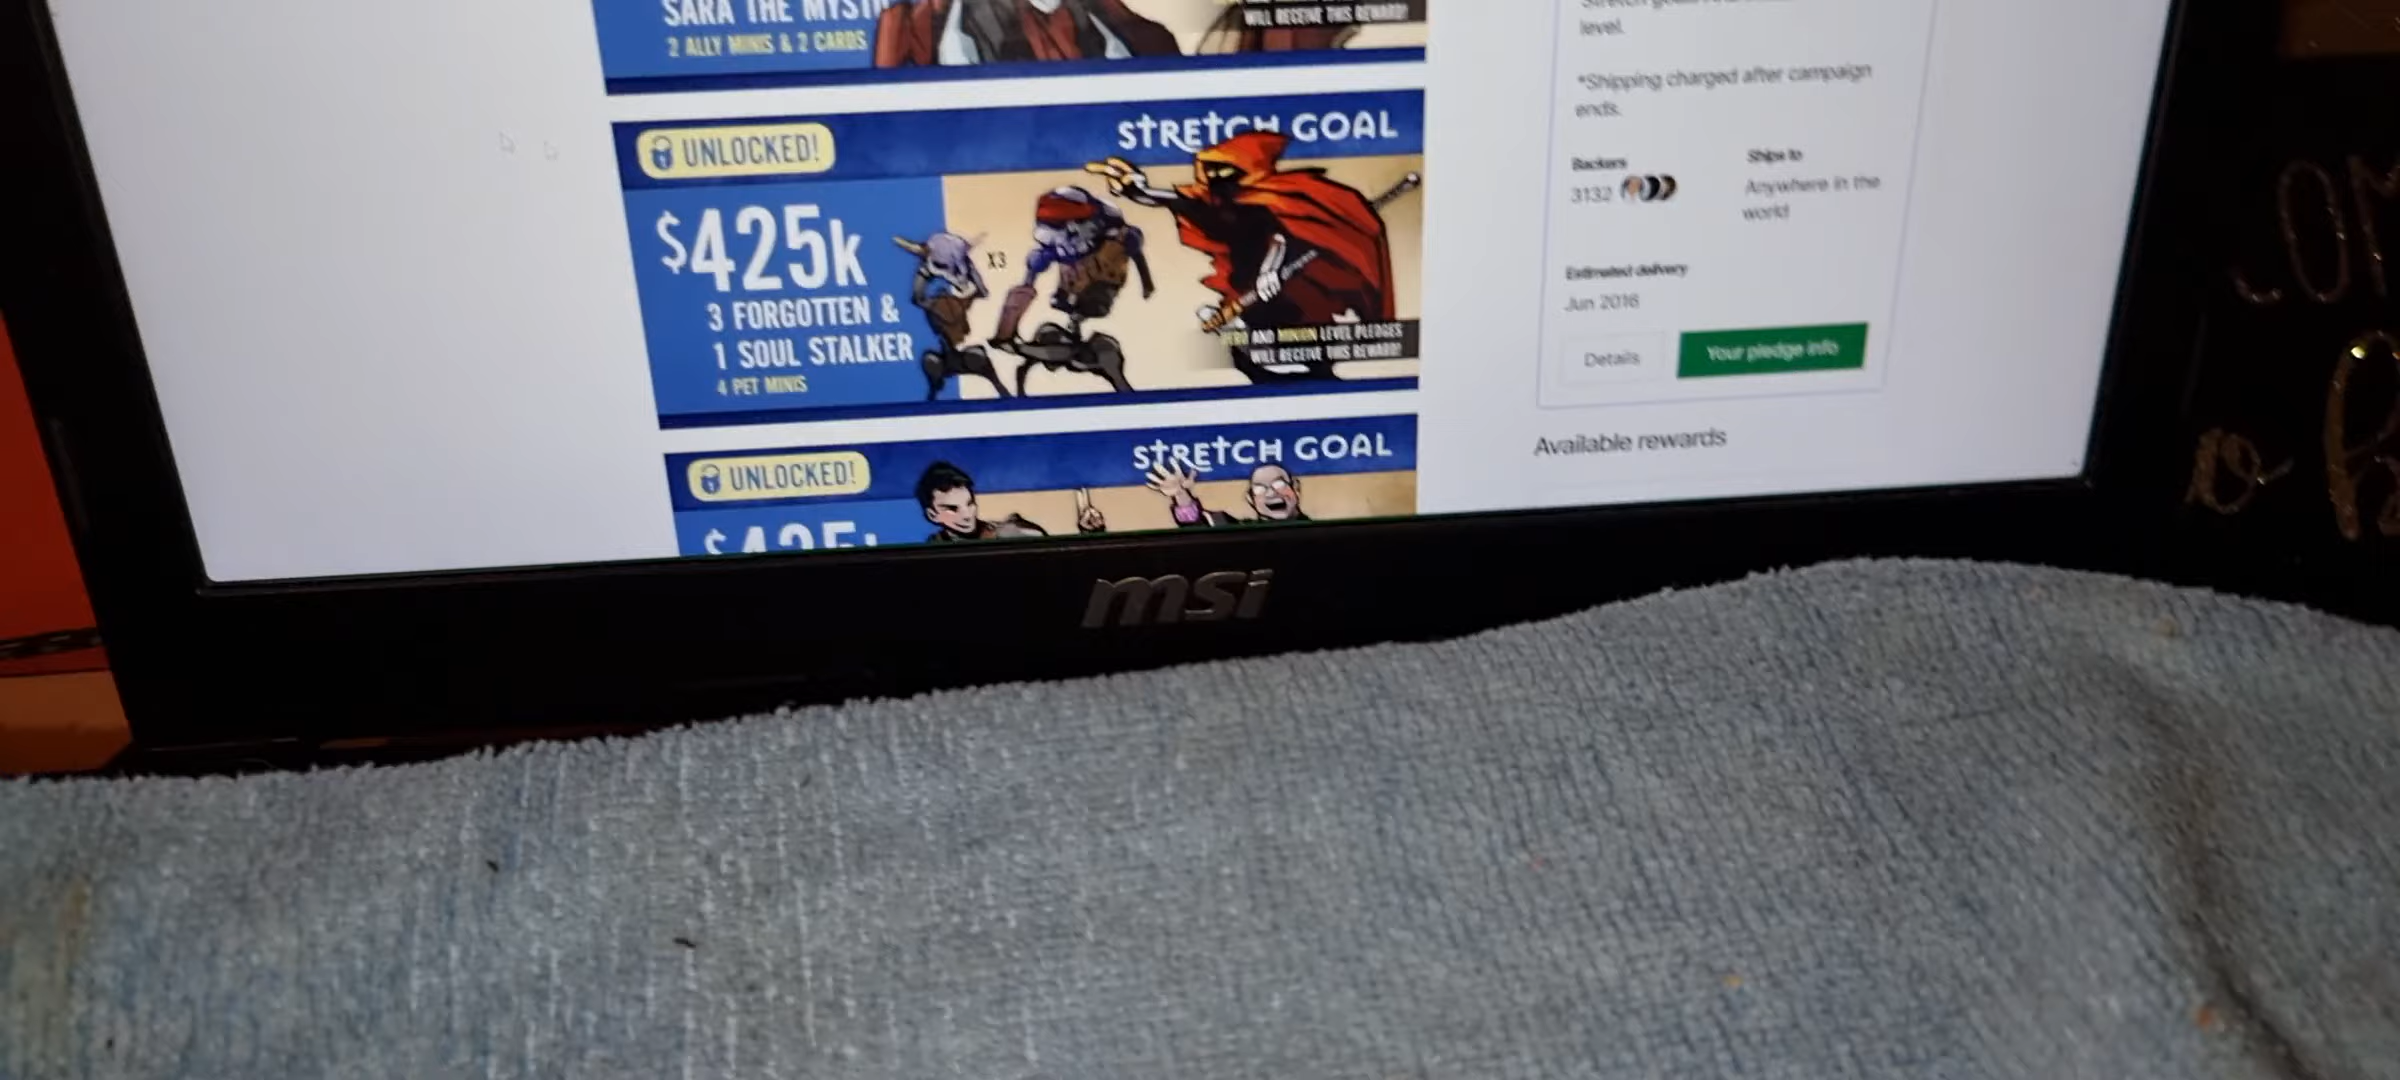 SARA THE MYSTI
2 ALLY MINIS & 2 CARDS
WILL RECEIVE THIS REWARD!
UNLOCKED!
STRETCH GOAL
$425k
X3
3 FORGOTTEN &
1 SOUL STALKER
4 PET MINIS
HERO AND MINION LEVEL PLEDGES
WILL RECEIVE THIS REWARD!
UNLOCKED!
STRETCH GOAL
level.
*Shipping charged after campaign
ends.
Backers
3132
Ships to
Anywhere in the
world
Estimated delivery
Jun 2016
Details
Your pledge info
Available rewards
msi